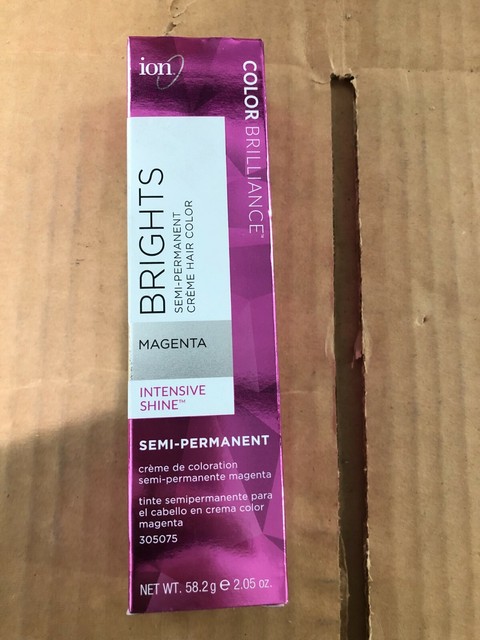 ion
COLOR BRILLIANCE™
BRIGHTS
SEMI-PERMANENT
CRÈME HAIR COLOR
MAGENTA
INTENSIVE
SHINE™
SEMI-PERMANENT
crème de coloration
semi-permanente magenta
tinte semipermanente para
el cabello en crema color
magenta
305075
NET WT. 58.2g e 2.05 oz.